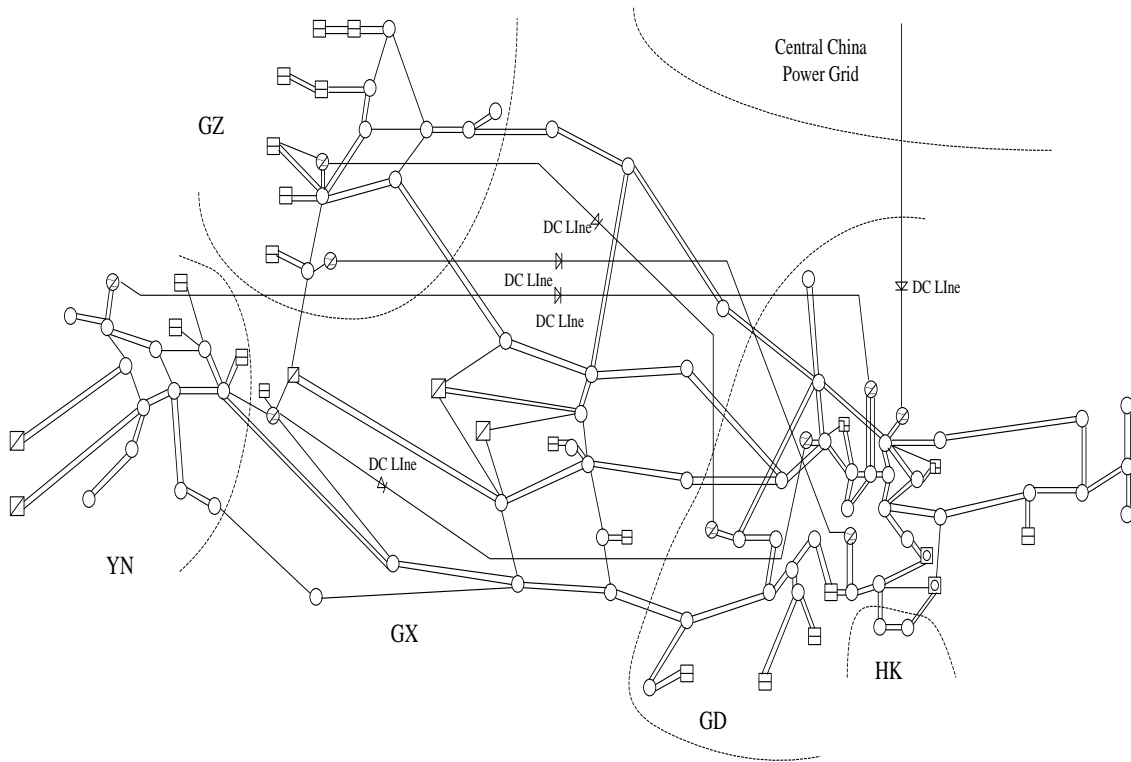 Central China
Power Grid
GZ
DC LIne
DC LIne
DC LIne
DC LIne
DC LIne
YN
GX
HK
GD